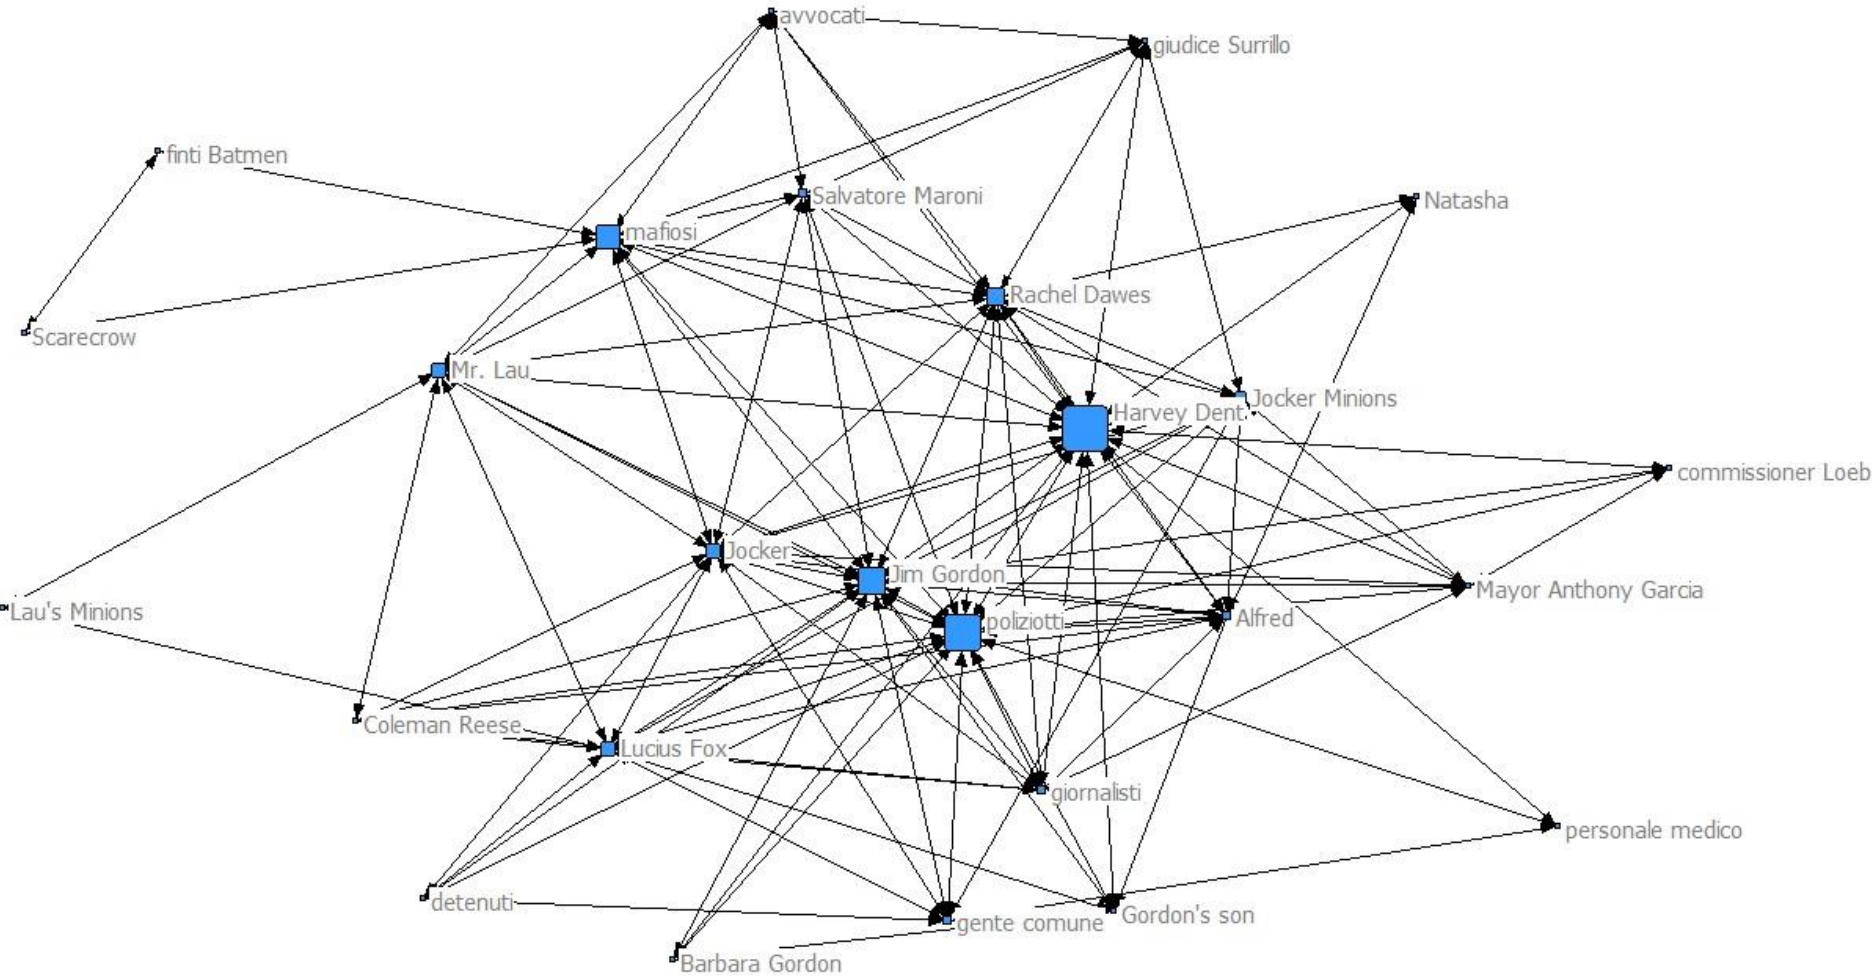 avvocati
giudice Surrillo
finti Batmen
Salvatore Maroni
Natasha
mafiosi
Rachel Dawes
Scarecrow
Mr. Lau
Jocker Minions
Harvey Dent
commissioner Loeb
Jocker
Jim Gordon
Mayor Anthony Garcia
Lau's Minions
poliziotti
Alfred
Coleman Reese
Lucius Fox
giornalisti
personale medico
detenuti
Gordon's son
gente comune
Barbara Gordon